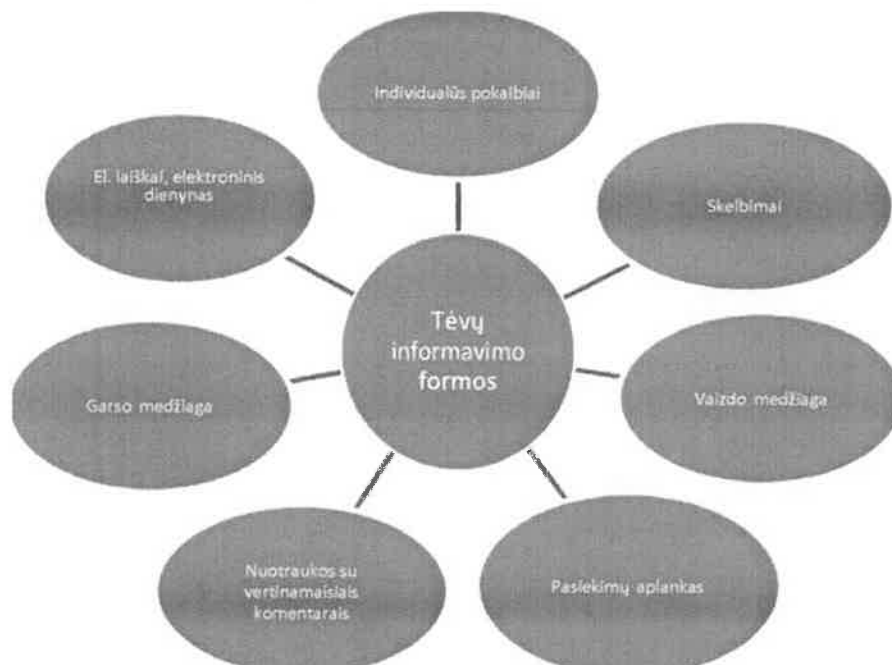 Individualūs pokalbiai
El. laiškai, elektroninis
dienynas
Skelbimai
Tėvų
informavimo
formos
Garso medžiaga
Vaizdo medžiaga
Nuotraukos su
vertinamaisiais
komentarais
Pasiekimų aplankas